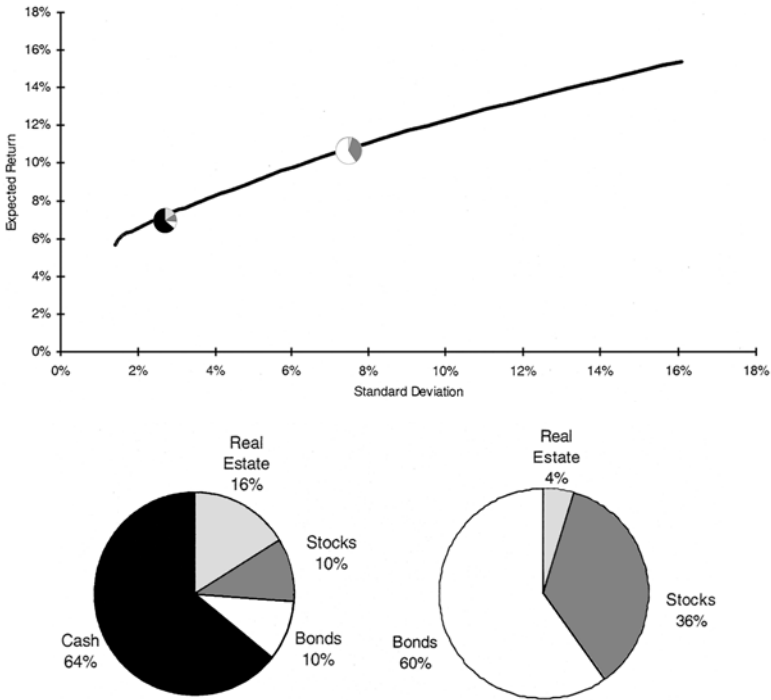 18%
16%
14%
12%
10%
8%
6%
4%
2%
0%
Expected Return
0% 2% 4% 6% 8% 10% 12% 14% 16% 18%
Standard Deviation
Real
Estate
16%
Stocks
10%
Bonds
10%
Cash
64%
Real
Estate
4%
Stocks
36%
Bonds
60%